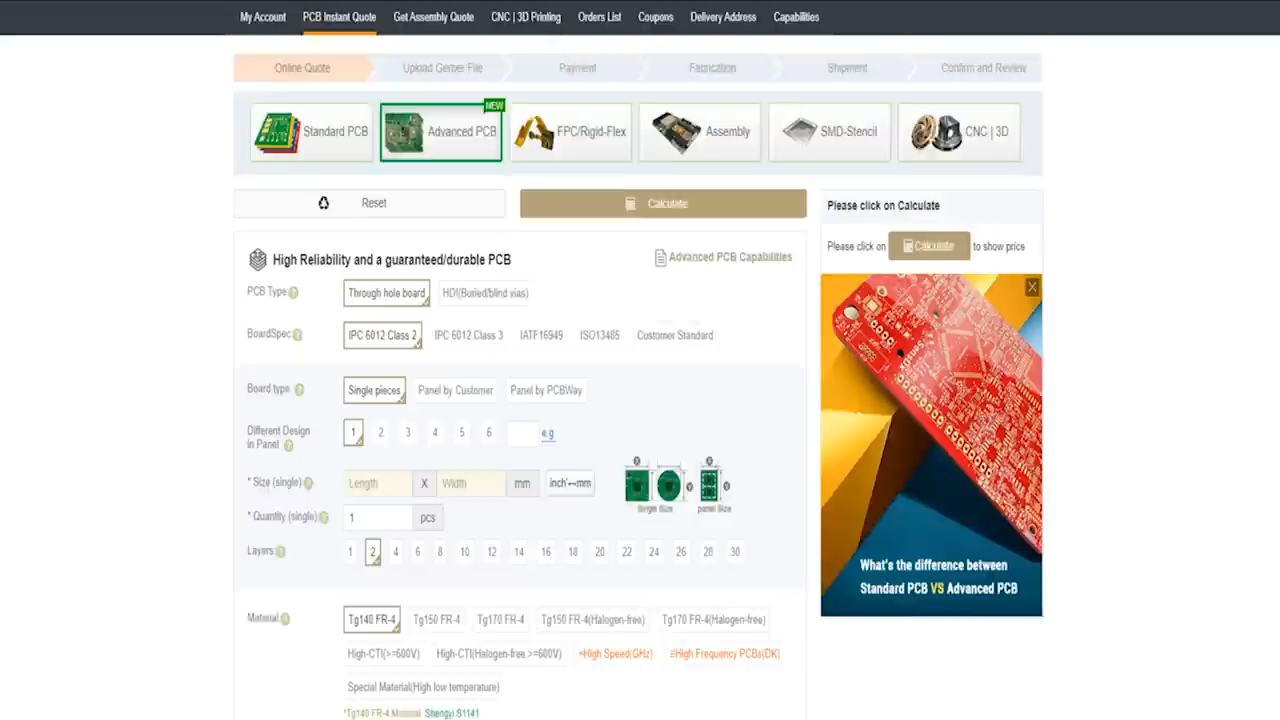 My Account PCB Instant Quote Get Assembly Quote CNC | 3D Printing Orders List Coupons Delivery Address Capabilities
Online Quote Upload Gerber File Payment Fabrication Shipment Confirm and Review
NEW
Standard PCB Advanced PCB FPC/Rigid-Flex Assembly SMD-Stencil CNC | 3D
Reset Calculate
Please click on Calculate
Please click on Calculate to show price
High Reliability and a guaranteed/durable PCB Advanced PCB Capabilities
PCB Type ? Through hole board HDI(Buried/blind vias)
BoardSpec ? IPC 6012 Class 2 IPC 6012 Class 3 IATF16949 ISO13485 Customer Standard
Board type ? Single pieces Panel by Customer Panel by PCBWay
Different Design
in Panel ? 1 2 3 4 5 6 e.g
* Size (single) ? Length X Width mm inch↔mm
Single Size panel Size
* Quantity (single) ? 1 pcs
Layers ? 1 2 4 6 8 10 12 14 16 18 20 22 24 26 28 30
Material ? Tg140 FR-4 Tg150 FR-4 Tg170 FR-4 Tg150 FR-4(Halogen-free) Tg170 FR-4(Halogen-free)
High-CTI(>=600V) High-CTI(Halogen-free,>=600V) High Speed(GHz) High Frequency PCBs(DK)
Special Material(High low temperature)
*Tg140 FR-4 Material: Shengyi S1141
X
What's the difference between
Standard PCB VS Advanced PCB